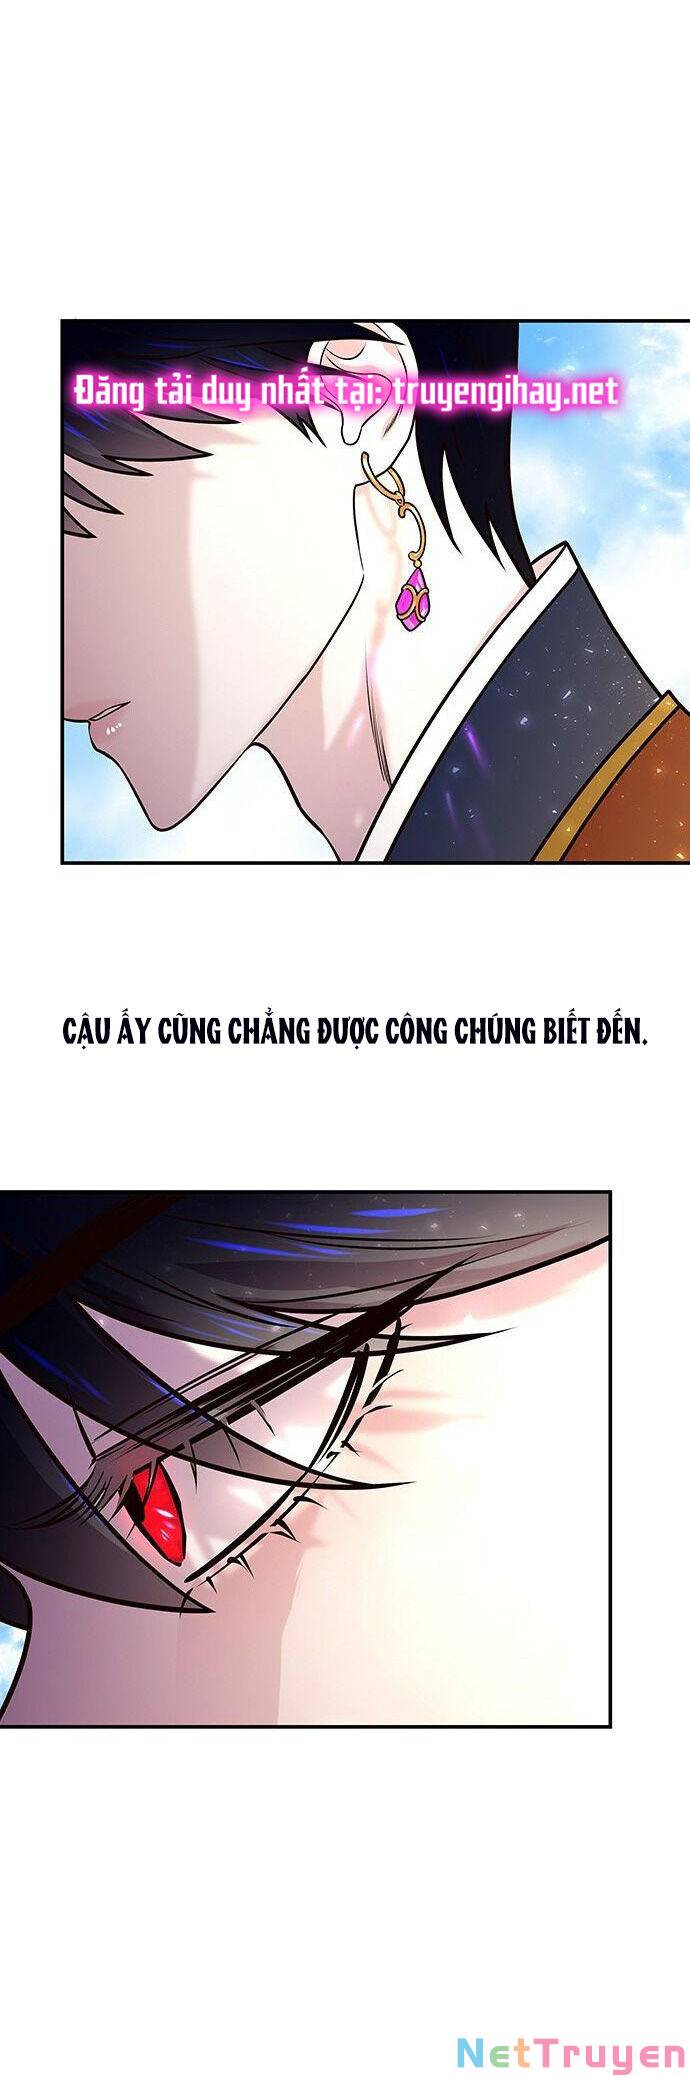 Đăng tải duy nhất tại: truyengihay.net
CẬU ẤY CŨNG CHẲNG ĐƯỢC CÔNG CHÚNG BIẾT ĐẾN.
NetTruyen